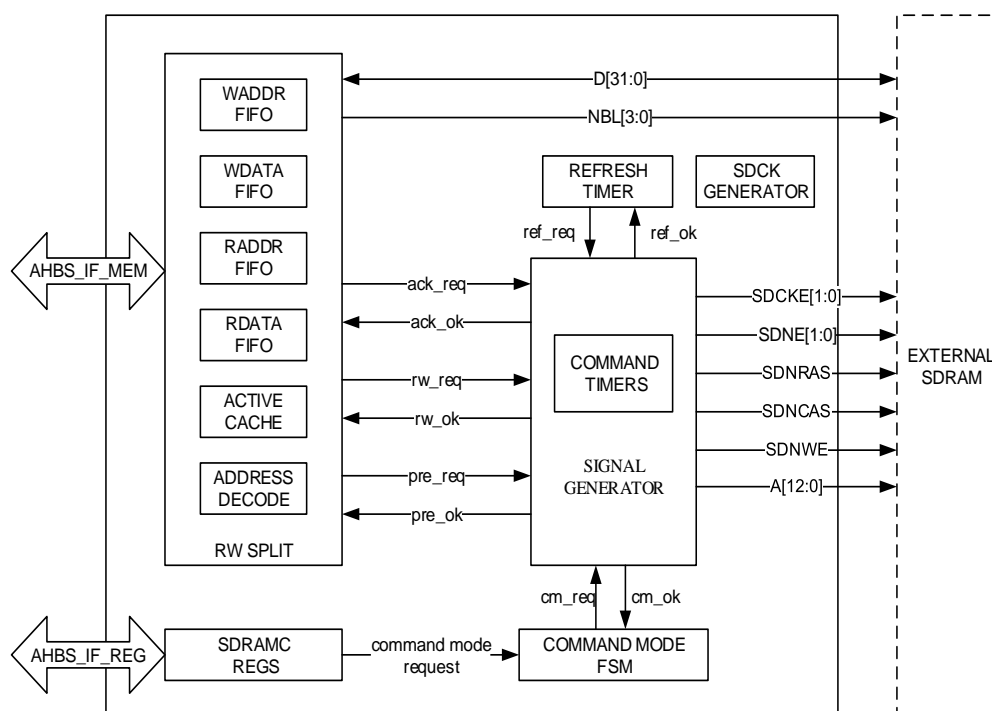 D[31:0]
WADDR
FIFO
NBL[3:0]
WDATA
FIFO
REFRESH
TIMER
SDCK
GENERATOR
RADDR
FIFO
ref_req
ref_ok
AHBS_IF_MEM
ack_req
SDCKE[1:0]
ack_ok
RDATA
FIFO
SDNE[1:0]
COMMAND
TIMERS
EXTERNAL
SDRAM
rw_req
SDNRAS
ACTIVE
CACHE
rw_ok
SDNCAS
SDNWE
ADDRESS
DECODE
pre_req
SIGNAL
GENERATOR
A[12:0]
pre_ok
RW SPLIT
cm_req
cm_ok
AHBS_IF_REG
SDRAMC
REGS
command mode
request
COMMAND MODE
FSM